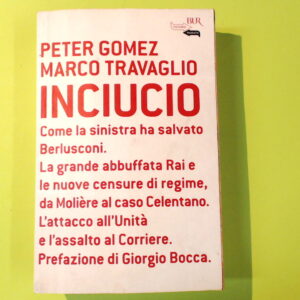 BUR
PETER GOMEZ
MARCO TRAVAGLIO
INCIUCIO
Come la sinistra ha salvato
Berlusconi.
La grande abbuffata Rai e
le nuove censure di regime,
da Molière al caso Celentano.
L'attacco all'Unità
e l'assalto al Corriere.
Prefazione di Giorgio Bocca.